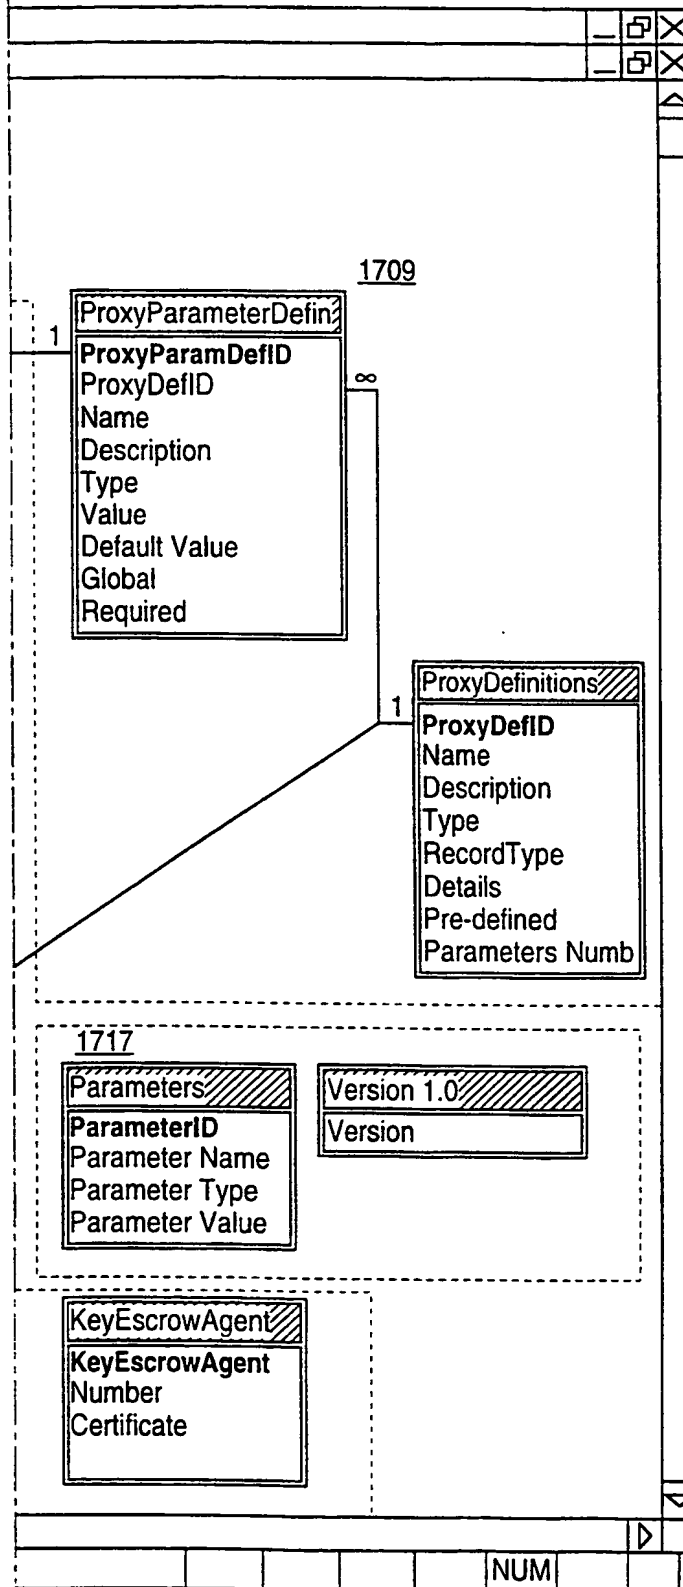 1709
ProxyParameterDefin
1
ProxyParamDefID
∞
ProxyDefID
Name
Description
Type
Value
Default Value
Global
Required
ProxyDefinitions
1
ProxyDefID
Name
Description
Type
RecordType
Details
Pre-defined
Parameters Numb
1717
Parameters
ParameterID
Parameter Name
Parameter Type
Parameter Value
Version 1.0
Version
KeyEscrowAgent
KeyEscrowAgent
Number
Certificate
NUM